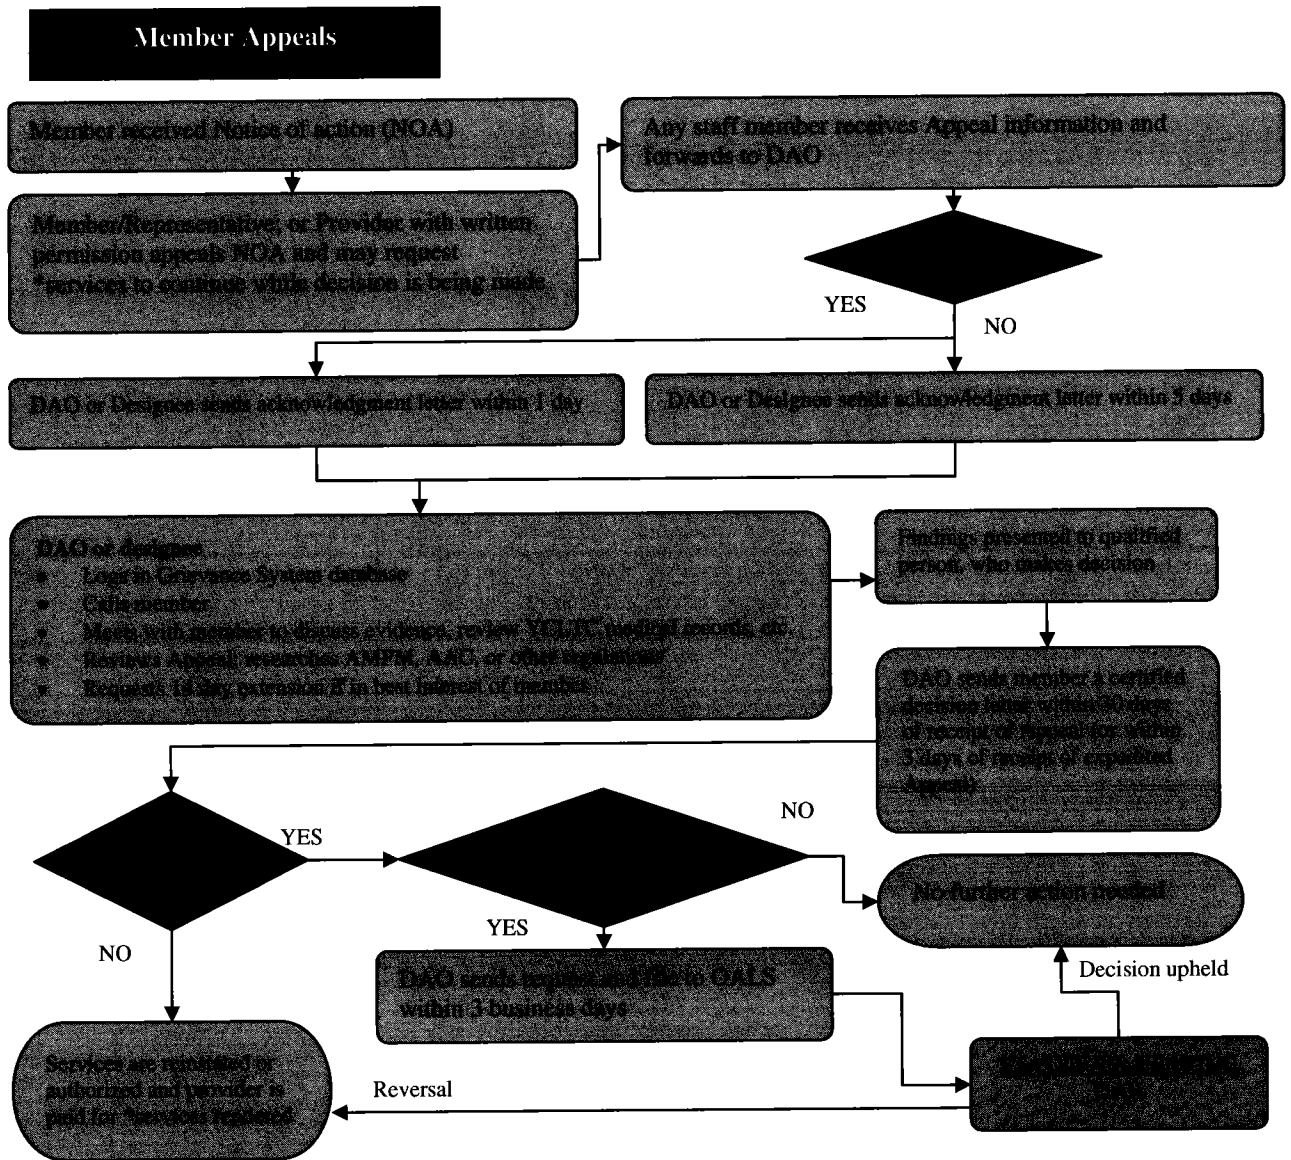 Member Appeals
Member received Notice of action (NOA)
Any staff member receives Appeal information and
forwards to DAO
Member/Representative, or Provider with written
permission appeals NOA and may request
*services to continue while decision is being made
YES
NO
DAO or Designee sends acknowledgment letter within 1 day
DAO or Designee sends acknowledgment letter within 5 days
DAO or designee
• Logs in Grievance System database
• Calls member
• Meets with member to discuss evidence, review YCLTC medical records, etc.
• Reviews Appeal, researches AMPM, AAC, or other regulations
• Requests 14 day extension if in best interest of member
Findings presented to qualified
person, who makes decision
DAO sends member a certified
decision letter within 30 days
of receipt of Appeal (or within
3 days of receipt of expedited
Appeal)
YES
NO
NO
YES
No further action needed
DAO sends request and file to OALS
within 3 business days
Decision upheld
Services are reinstated or
authorized and provider is
paid for *services rendered
Reversal